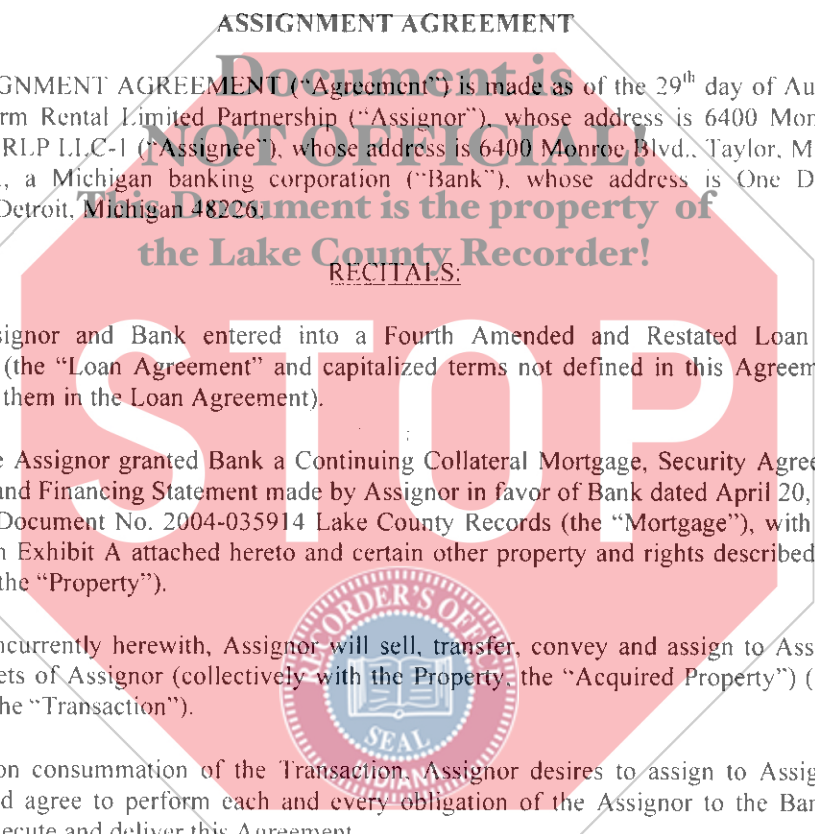 ASSIGNMENT AGREEMENT
Document is
GNMENT AGREEMENT ("Agreement") is made as of the 29th day of Au
rm Rental Limited Partnership ("Assignor"), whose address is 6400 Mon
NOT OFFICIAL!
RLP LLC-1 ("Assignee"), whose address is 6400 Monroe Blvd., Taylor, M
., a Michigan banking corporation ("Bank"), whose address is One D
Detroit, Michigan 48226;
This Document is the property of
the Lake County Recorder!
RECITALS:
signor and Bank entered into a Fourth Amended and Restated Loan
(the "Loan Agreement" and capitalized terms not defined in this Agreem
them in the Loan Agreement).
STOP
e Assignor granted Bank a Continuing Collateral Mortgage, Security Agree
and Financing Statement made by Assignor in favor of Bank dated April 20,
Document No. 2004-035914 Lake County Records (the "Mortgage"), with
n Exhibit A attached hereto and certain other property and rights described
the "Property").
RECORDER'S OFFICE
ncurrently herewith, Assignor will sell, transfer, convey and assign to Ass
ets of Assignor (collectively with the Property, the "Acquired Property") (
he "Transaction").
SEAL
INDIANA
on consummation of the Transaction, Assignor desires to assign to Assig
d agree to perform each and every obligation of the Assignor to the Ban
ecute and deliver this Agreement